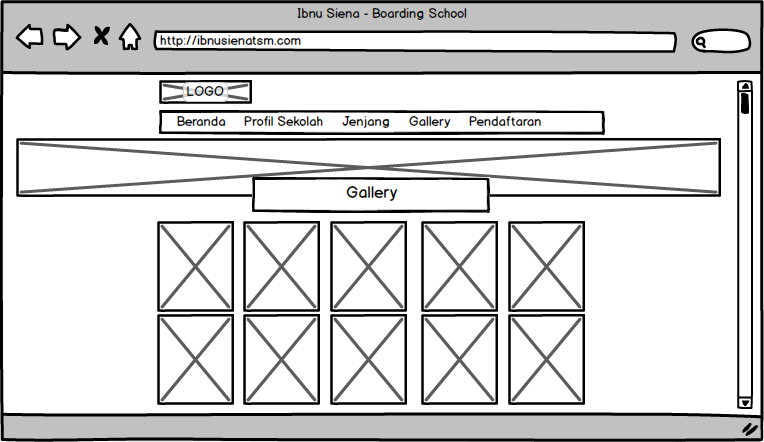 Ibnu Siena - Boarding School
http://ibnusienatsm.com
LOGO
Beranda Profil Sekolah Jenjang Gallery Pendaftaran
Gallery